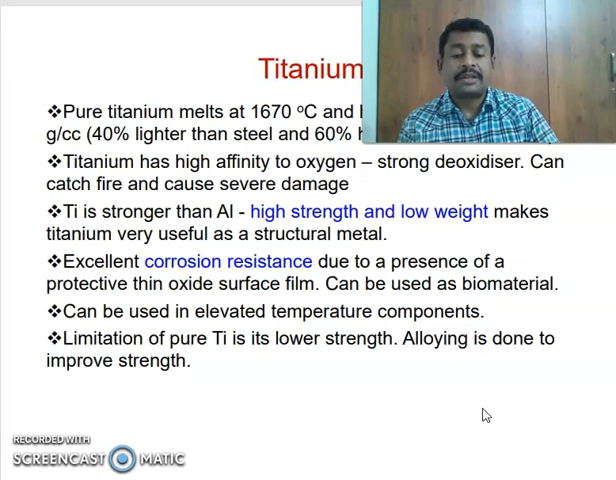 Titanium
❖Pure titanium melts at 1670 ºC and
g/cc (40% lighter than steel and 60%
❖Titanium has high affinity to oxygen – strong deoxidiser. Can
catch fire and cause severe damage
❖Ti is stronger than Al - high strength and low weight makes
titanium very useful as a structural metal.
❖Excellent corrosion resistance due to a presence of a
protective thin oxide surface film. Can be used as biomaterial.
❖Can be used in elevated temperature components.
❖Limitation of pure Ti is its lower strength. Alloying is done to
improve strength.
RECORDED WITH
SCREENCAST MATIC